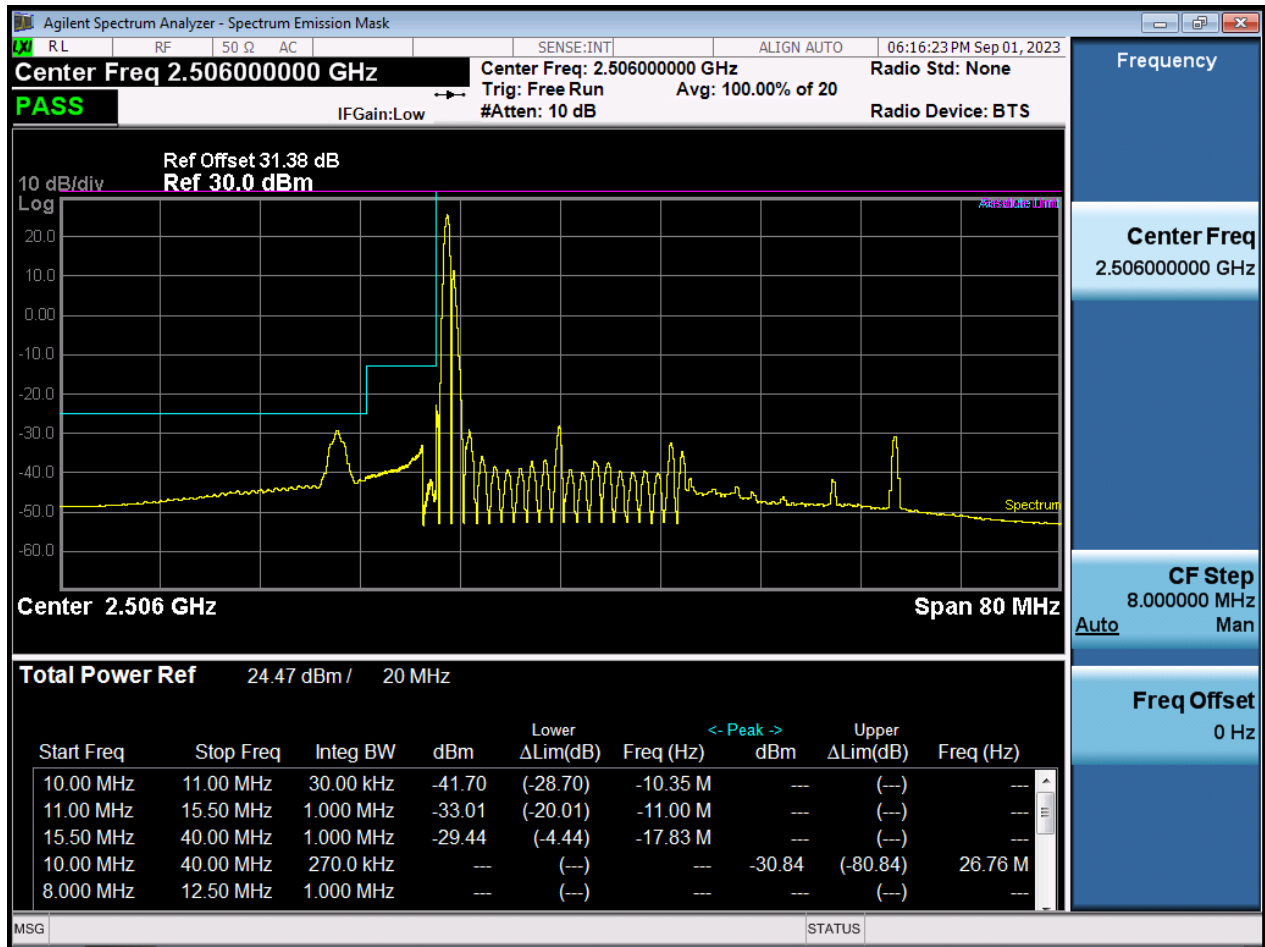 Agilent Spectrum Analyzer - Spectrum Emission Mask
LXI RL RF 50 Ω AC SENSE:INT ALIGN AUTO 06:16:23 PM Sep 01, 2023
Center Freq 2.506000000 GHz
Center Freq: 2.506000000 GHz Radio Std: None
Trig: Free Run Avg: 100.00% of 20
PASS IFGain:Low #Atten: 10 dB Radio Device: BTS
Ref Offset 31.38 dB
10 dB/div Ref 30.0 dBm
Log
Absolute Limit
20.0
10.0
0.00
-10.0
-20.0
-30.0
-40.0
-50.0
Spectrum
-60.0
Center 2.506 GHz Span 80 MHz
Total Power Ref 24.47 dBm / 20 MHz
Lower <- Peak -> Upper
Start Freq Stop Freq Integ BW dBm ΔLim(dB) Freq (Hz) dBm ΔLim(dB) Freq (Hz)
10.00 MHz 11.00 MHz 30.00 kHz -41.70 (-28.70) -10.35 M --- (---) ---
11.00 MHz 15.50 MHz 1.000 MHz -33.01 (-20.01) -11.00 M --- (---) ---
15.50 MHz 40.00 MHz 1.000 MHz -29.44 (-4.44) -17.83 M --- (---) ---
10.00 MHz 40.00 MHz 270.0 kHz --- (---) --- -30.84 (-80.84) 26.76 M
8.000 MHz 12.50 MHz 1.000 MHz --- (---) --- --- (---) ---
MSG STATUS
Frequency
Center Freq
2.506000000 GHz
CF Step
8.000000 MHz
Auto Man
Freq Offset
0 Hz